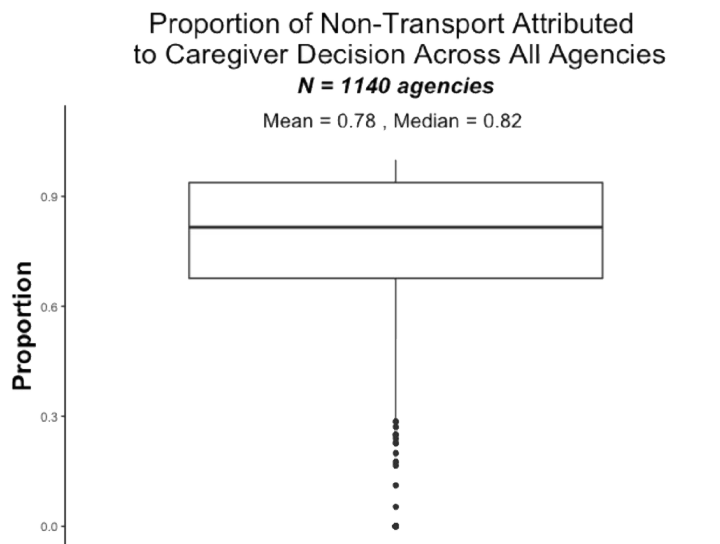 Proportion of Non-Transport Attributed
to Caregiver Decision Across All Agencies
N = 1140 agencies
Mean = 0.78 , Median = 0.82
0.9
0.6
0.3
0.0
Proportion